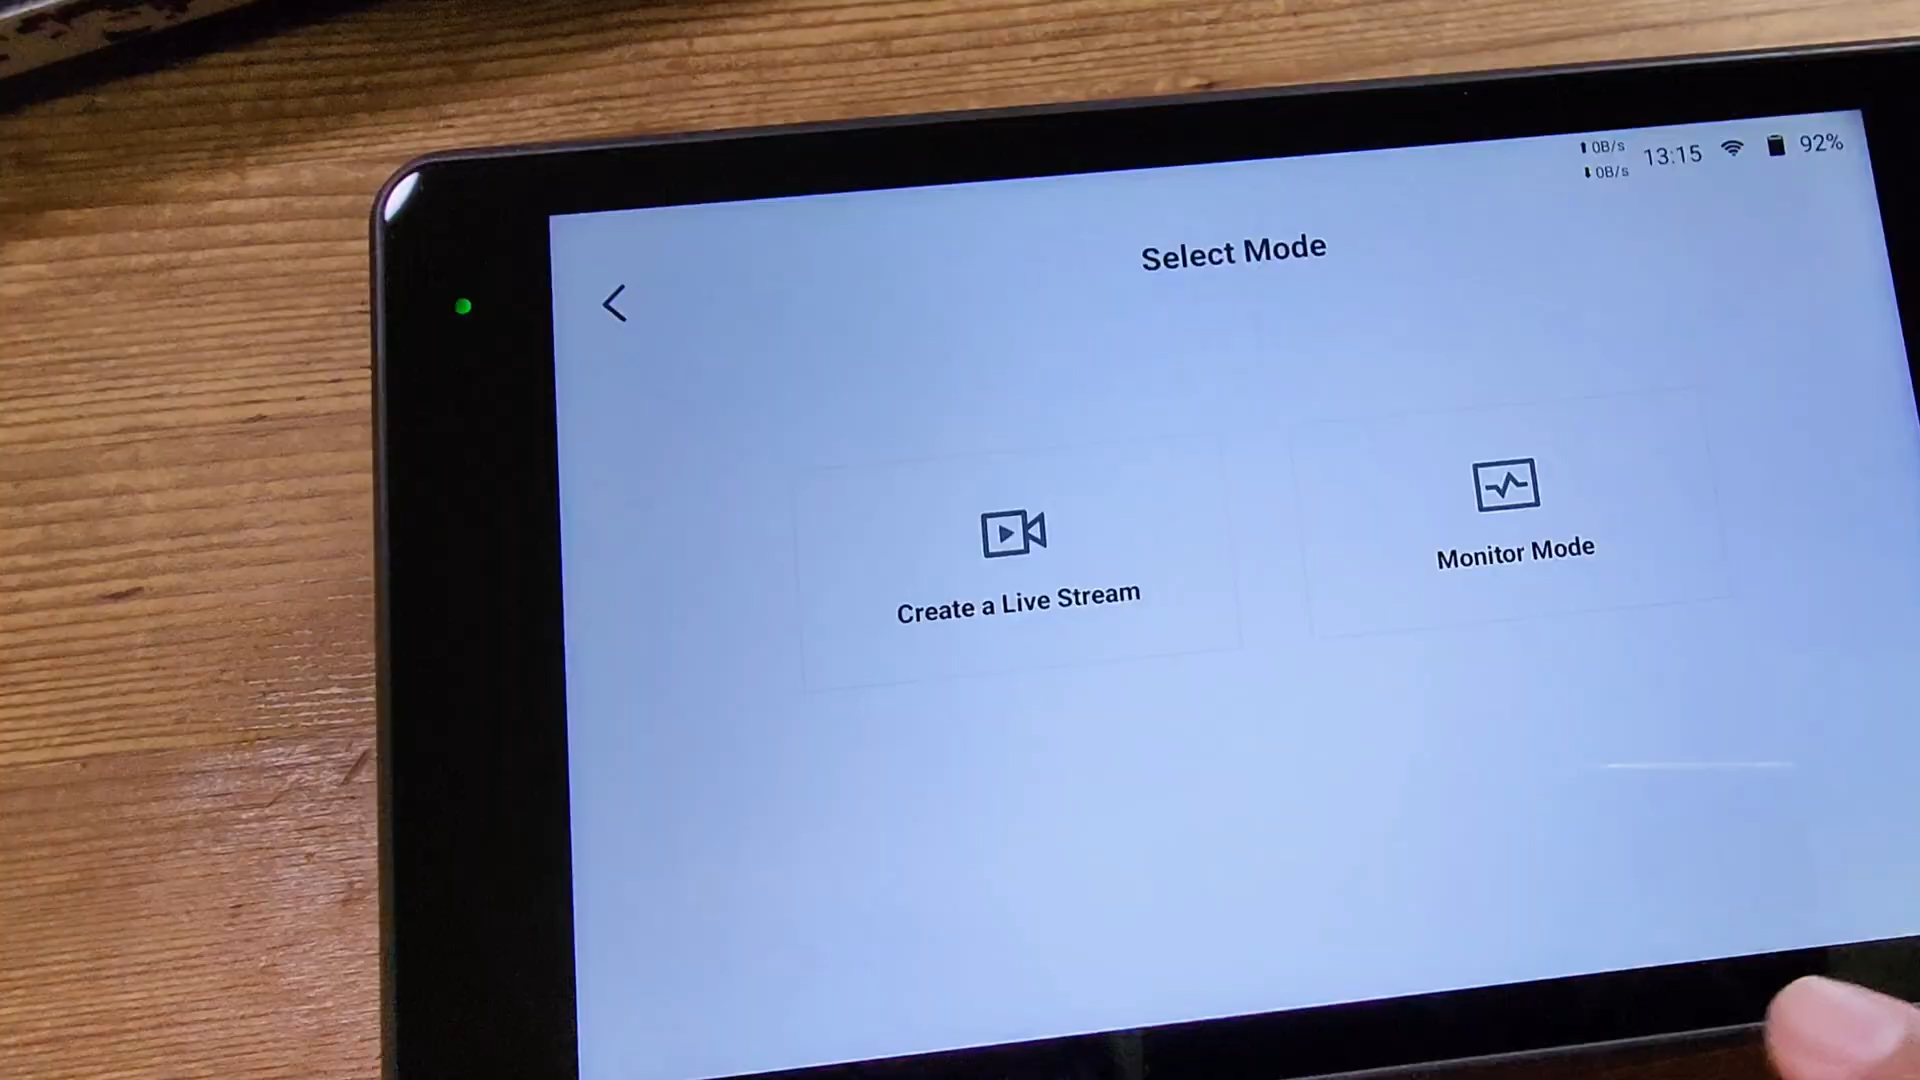 ⬆0B/s
⬇0B/s
13:15
92%
Select Mode
Create a Live Stream
Monitor Mode